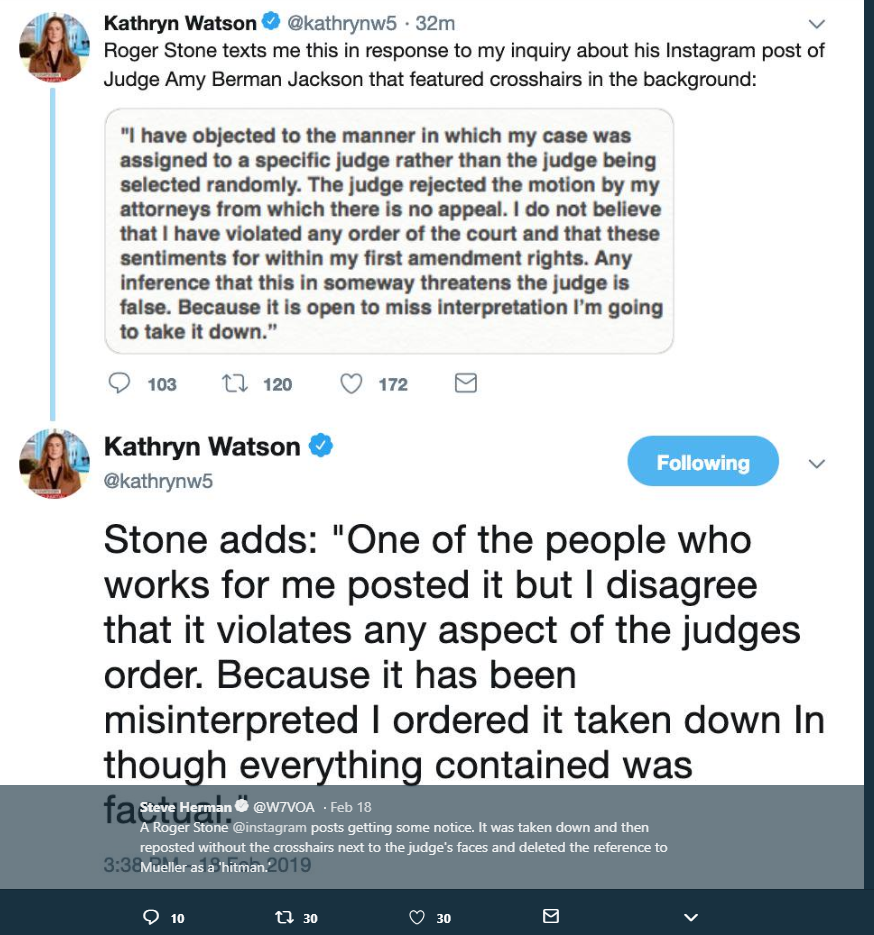 Kathryn Watson @kathrynw5 · 32m
Roger Stone texts me this in response to my inquiry about his Instagram post of
Judge Amy Berman Jackson that featured crosshairs in the background:
"I have objected to the manner in which my case was
assigned to a specific judge rather than the judge being
selected randomly. The judge rejected the motion by my
attorneys from which there is no appeal. I do not believe
that I have violated any order of the court and that these
sentiments for within my first amendment rights. Any
inference that this in someway threatens the judge is
false. Because it is open to miss interpretation I'm going
to take it down."
103 120 172
Kathryn Watson
Following
@kathrynw5
Stone adds: "One of the people who
works for me posted it but I disagree
that it violates any aspect of the judges
order. Because it has been
misinterpreted I ordered it taken down In
though everything contained was
factual."
Steve Herman @W7VOA · Feb 18
A Roger Stone @instagram posts getting some notice. It was taken down and then
reposted without the crosshairs next to the judge's faces and deleted the reference to
3:38 PM - 18 Feb 2019
Mueller as a 'hitman.'
10 30 30